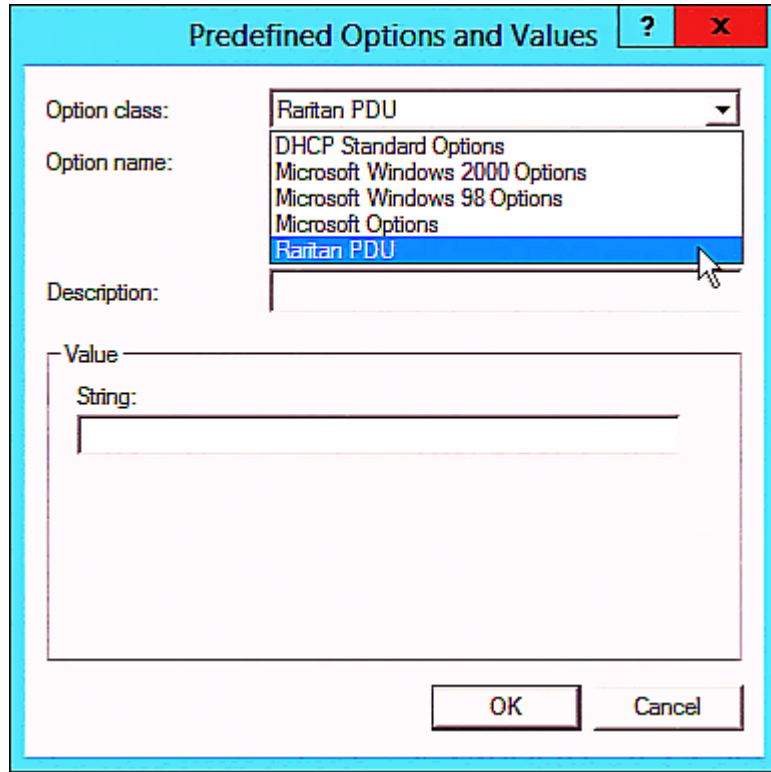 Predefined Options and Values ? x
Option class: Raritan PDU
DHCP Standard Options
Option name:
Microsoft Windows 2000 Options
Microsoft Windows 98 Options
Microsoft Options
Raritan PDU
Description:
Value
String:
OK Cancel